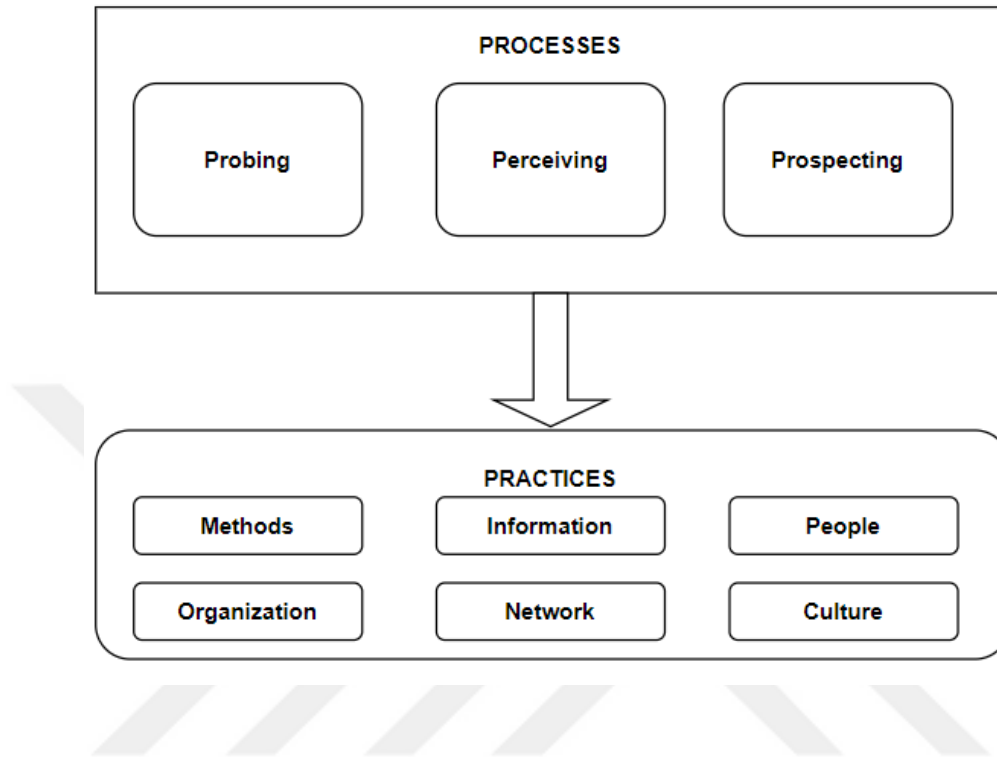 PROCESSES
Probing
Perceiving
Prospecting
PRACTICES
Methods
Information
People
Organization
Network
Culture